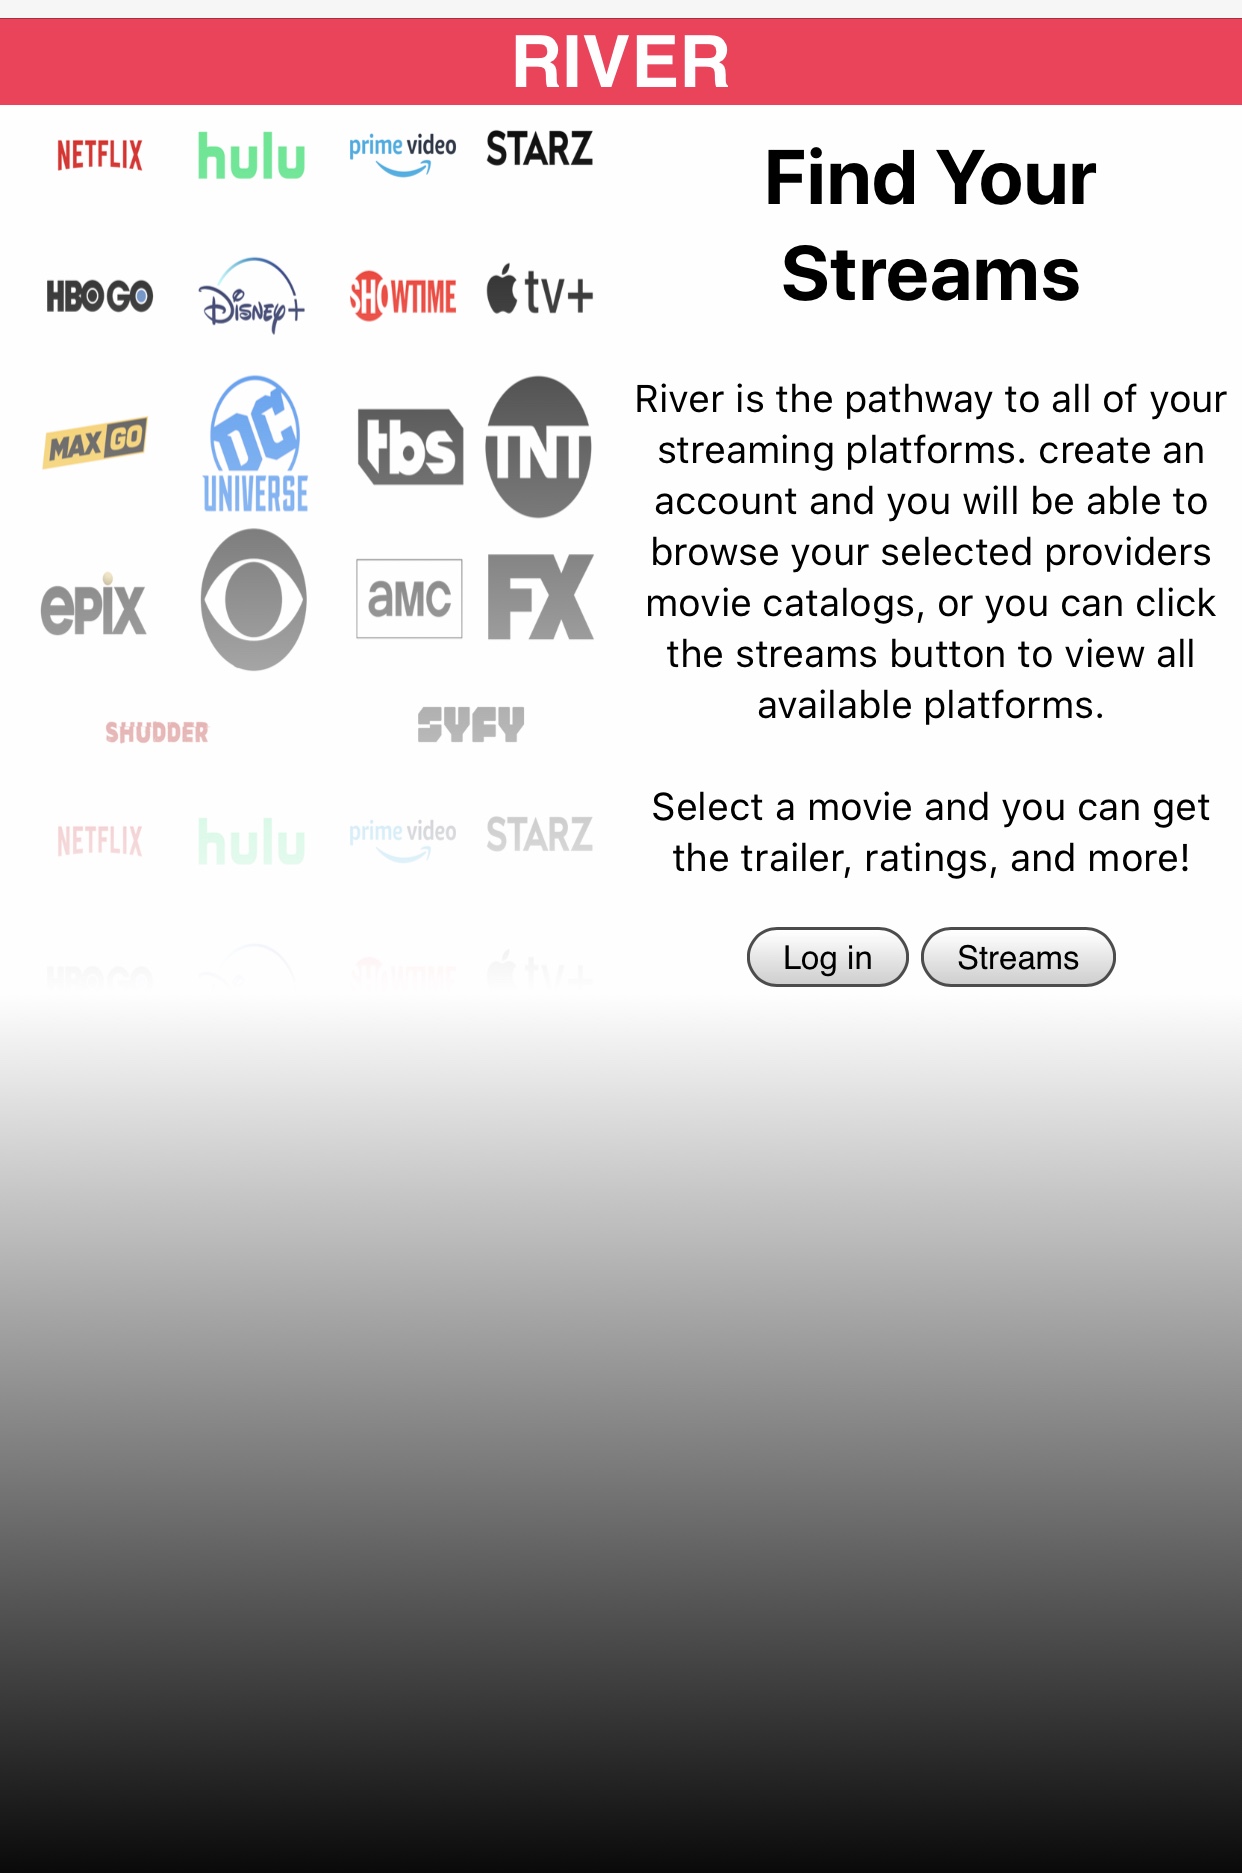 RIVER
NETFLIX hulu prime video STARZ
HBO GO Disney+ SHOWTIME tv+
MAX GO DC UNIVERSE tbs TNT
epix aMC FX
SHUDDER SYFY
NETFLIX hulu prime video STARZ
HBO GO SHOWTIME tv+
Find Your
Streams
River is the pathway to all of your
streaming platforms. create an
account and you will be able to
browse your selected providers
movie catalogs, or you can click
the streams button to view all
available platforms.
Select a movie and you can get
the trailer, ratings, and more!
Log in Streams